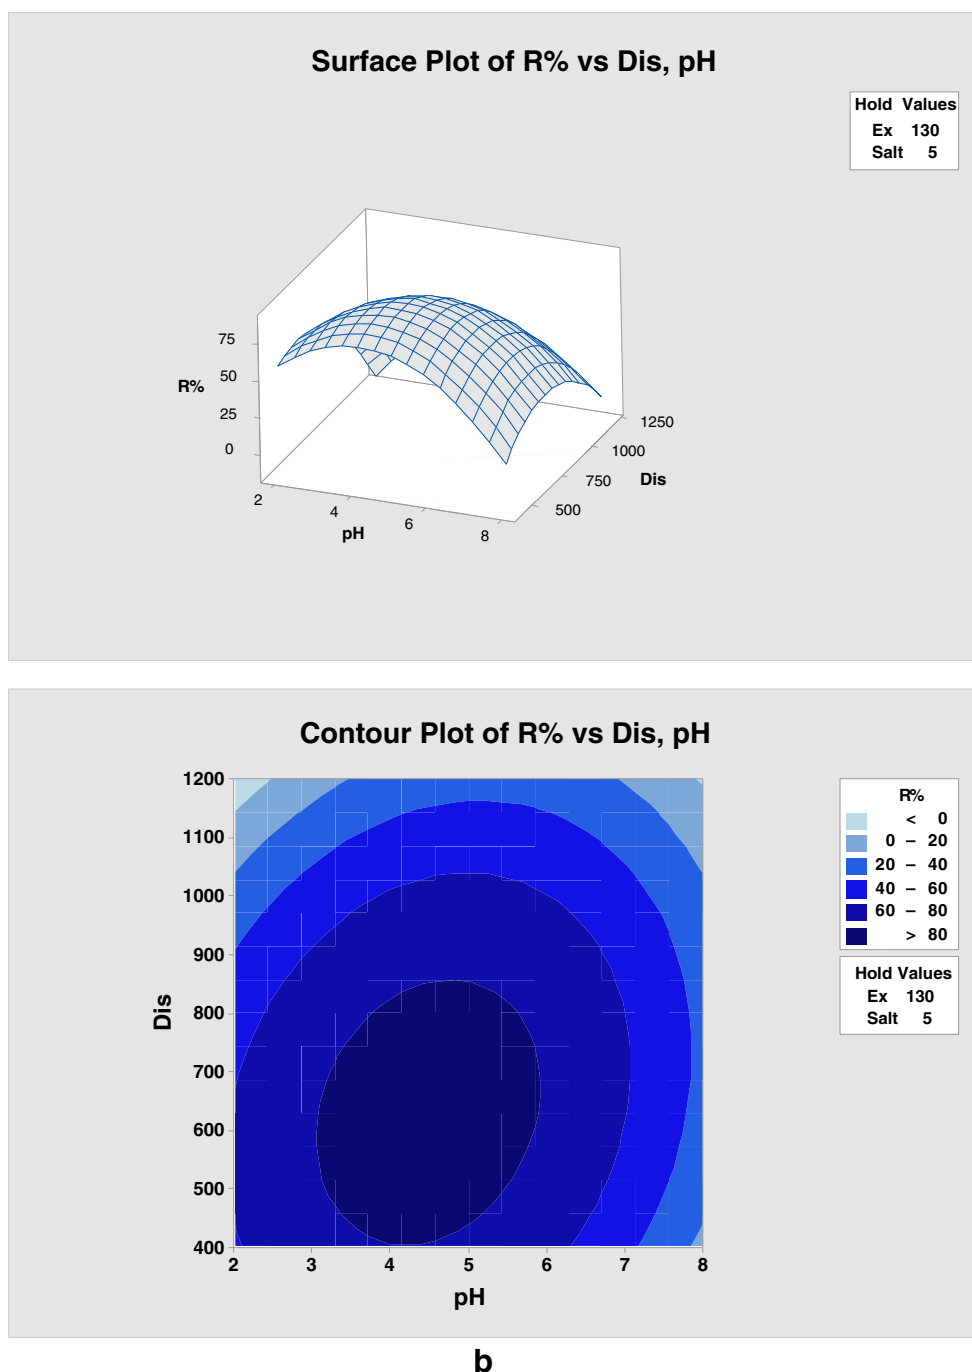 Surface Plot of R% vs Dis, pH
Hold Values
Ex 130
Salt 5
75
50
25
0
R%
2
4
6
8
pH
1250
1000
750
500
Dis
Contour Plot of R% vs Dis, pH
1200
1100
1000
900
800
700
600
500
400
Dis
2 3 4 5 6 7 8
pH
R%
< 0
0 – 20
20 – 40
40 – 60
60 – 80
> 80
Hold Values
Ex 130
Salt 5
b